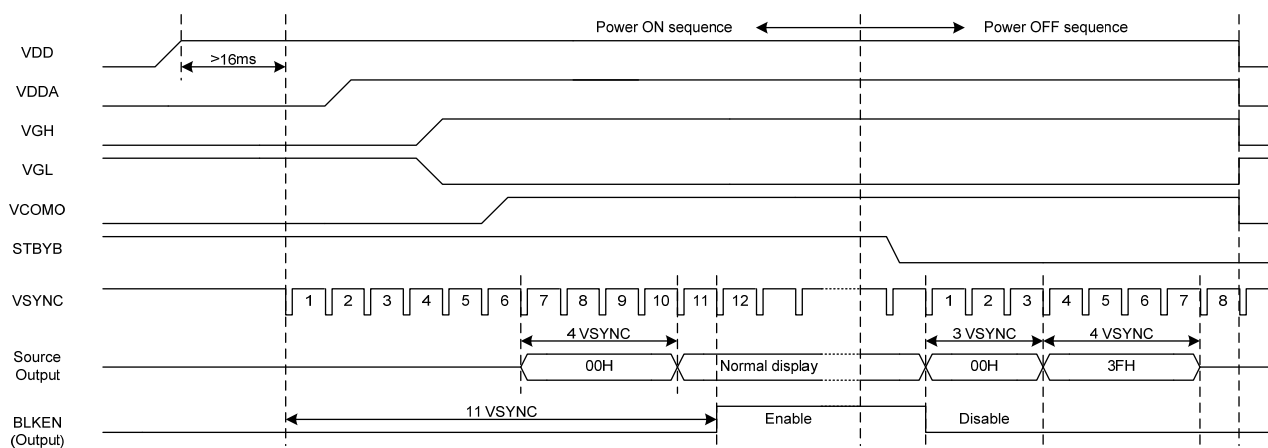 Power ON sequence
Power OFF sequence
VDD
>16ms
VDDA
VGH
VGL
VCOMO
STBYB
VSYNC
1 2 3 4 5 6 7 8 9 10 11 12 1 2 3 4 5 6 7 8
4 VSYNC
3 VSYNC
4 VSYNC
Source
Output
00H
Normal display
00H
3FH
11 VSYNC
Enable
Disable
BLKEN
(Output)